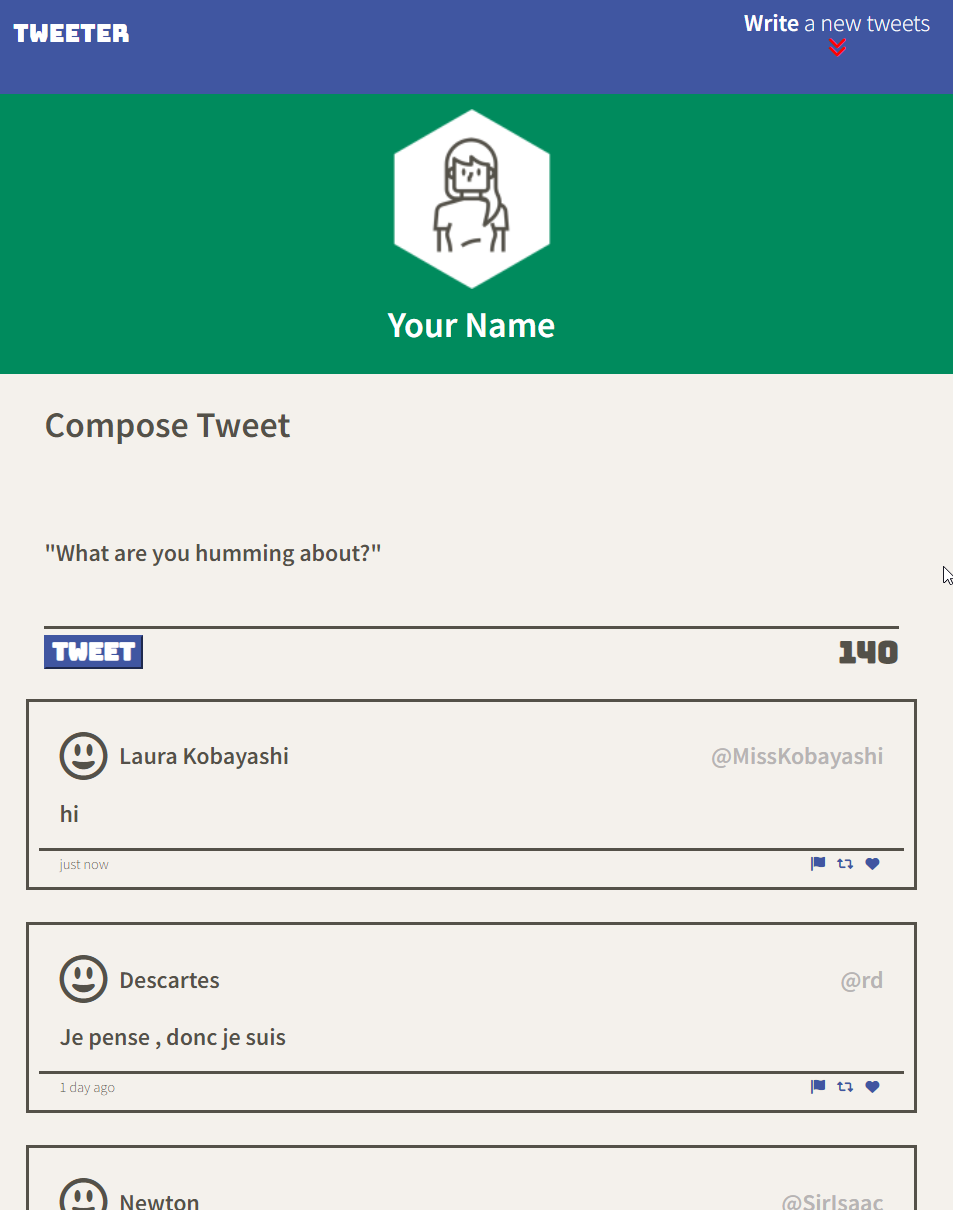 TWEETER
Write a new tweets
Your Name
Compose Tweet
"What are you humming about?"
TWEET 140
Laura Kobayashi @MissKobayashi
hi
just now
Descartes @rd
Je pense , donc je suis
1 day ago
Newton @SirIsaac